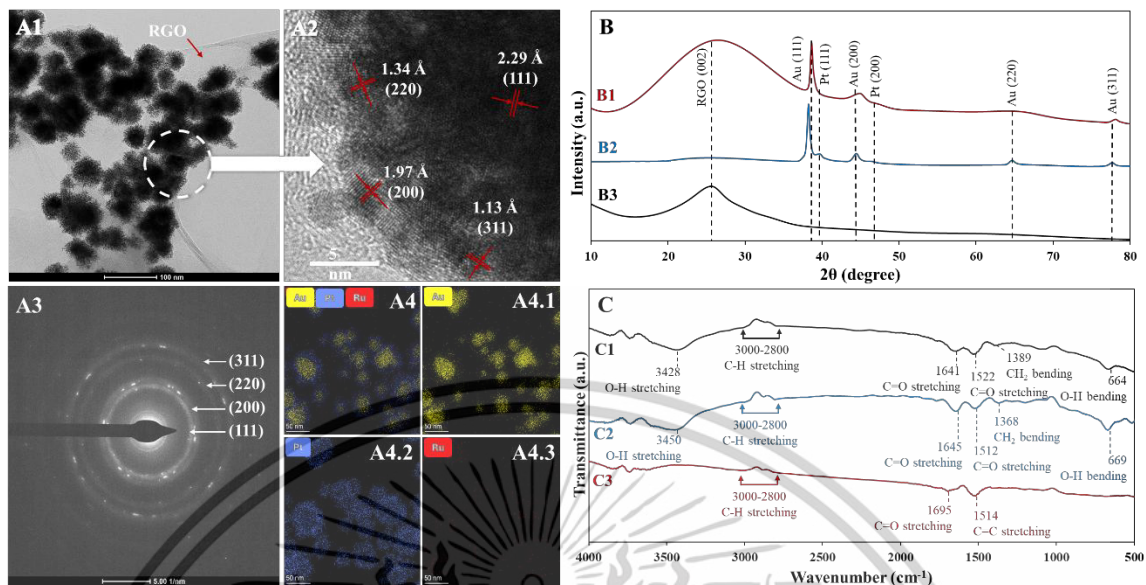 A1
RGO
100 nm
A2
1.34 Å
(220)
2.29 Å
(111)
1.97 Å
(200)
1.13 Å
(311)
5
nm
A3
(311)
(220)
(200)
(111)
5.00 1/nm
Au Pt Ru A4
50 nm
Au A4.1
50 nm
Pt A4.2
50 nm
Ru A4.3
50 nm
B
Intensity (a.u.)
RGO (002)
Au (111)
Pt (111)
Au (200)
Pt (200)
Au (220)
Au (311)
B1
B2
B3
10 20 30 40 50 60 70 80
2θ (degree)
C
Transmittance (a.u.)
C1
3428
O-H stretching
3000-2800
C-H stretching
1641
C=O stretching
1522
C=O stretching
1389
CH₂ bending
664
O-H bending
C2
3450
O-H stretching
3000-2800
C-H stretching
1645
C=O stretching
1512
C=O stretching
1368
CH₂ bending
669
O-H bending
C3
3000-2800
C-H stretching
1695
C=O stretching
1514
C=C stretching
4000 3500 3000 2500 2000 1500 1000 500
Wavenumber (cm⁻¹)